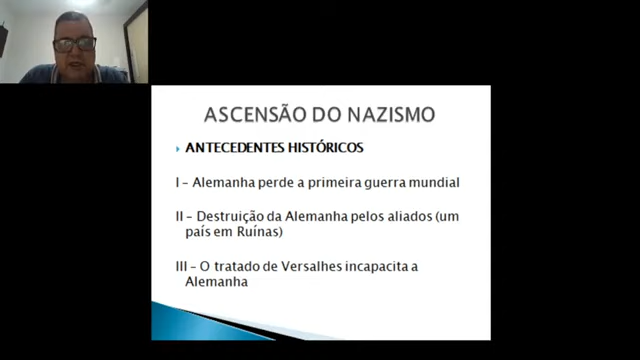 ASCENSÃO DO NAZISMO
ANTECEDENTES HISTÓRICOS
I – Alemanha perde a primeira guerra mundial
II – Destruição da Alemanha pelos aliados (um
país em Ruínas)
III – O tratado de Versalhes incapacita a
Alemanha